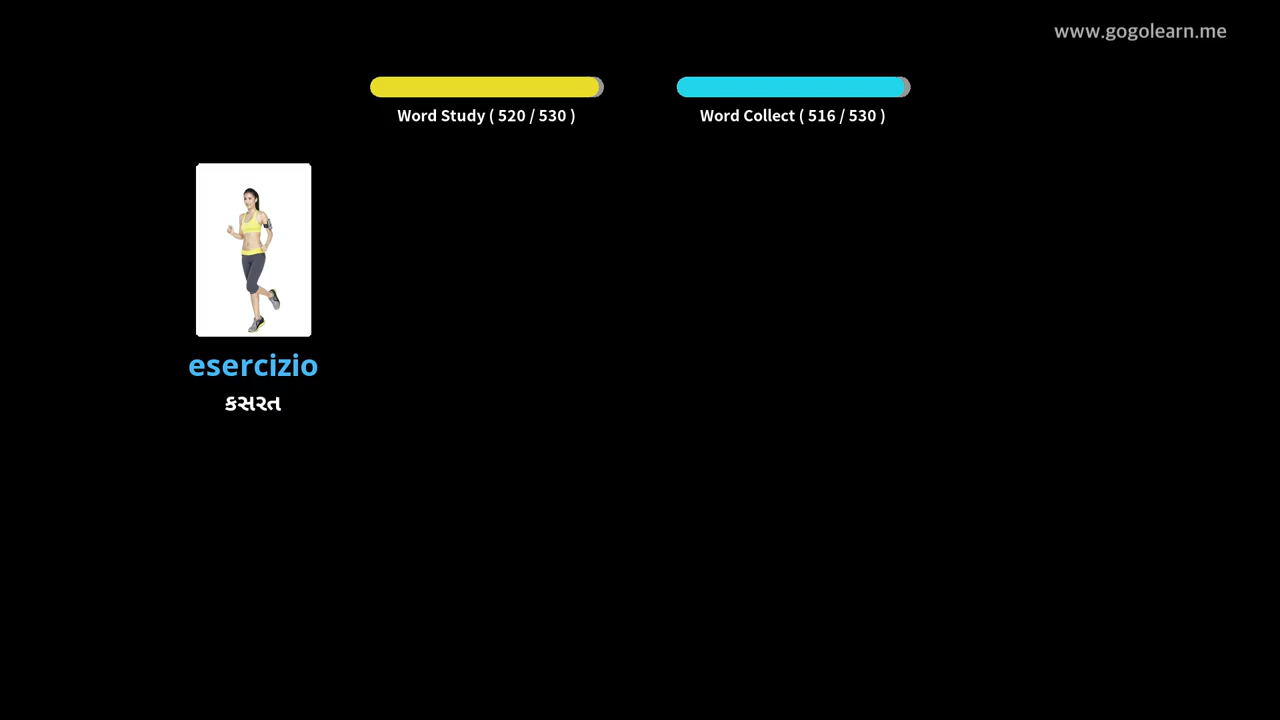 www.gogolearn.me
Word Study ( 520 / 530 )
Word Collect ( 516 / 530 )
esercizio
કસરત